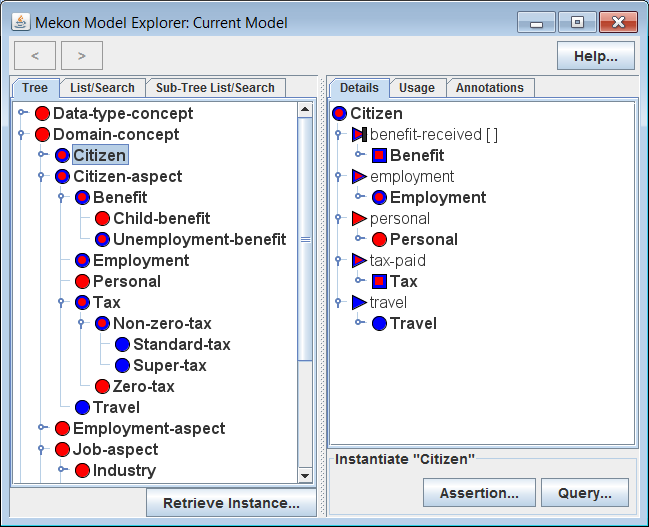 Mekon Model Explorer: Current Model
< > Help...
Tree List/Search Sub-Tree List/Search
Data-type-concept
Domain-concept
Citizen
Citizen-aspect
Benefit
Child-benefit
Unemployment-benefit
Employment
Personal
Tax
Non-zero-tax
Standard-tax
Super-tax
Zero-tax
Travel
Employment-aspect
Job-aspect
Industry
Retrieve Instance...
Details Usage Annotations
Citizen
benefit-received [ ]
Benefit
employment
Employment
personal
Personal
tax-paid
Tax
travel
Travel
Instantiate "Citizen"
Assertion... Query...